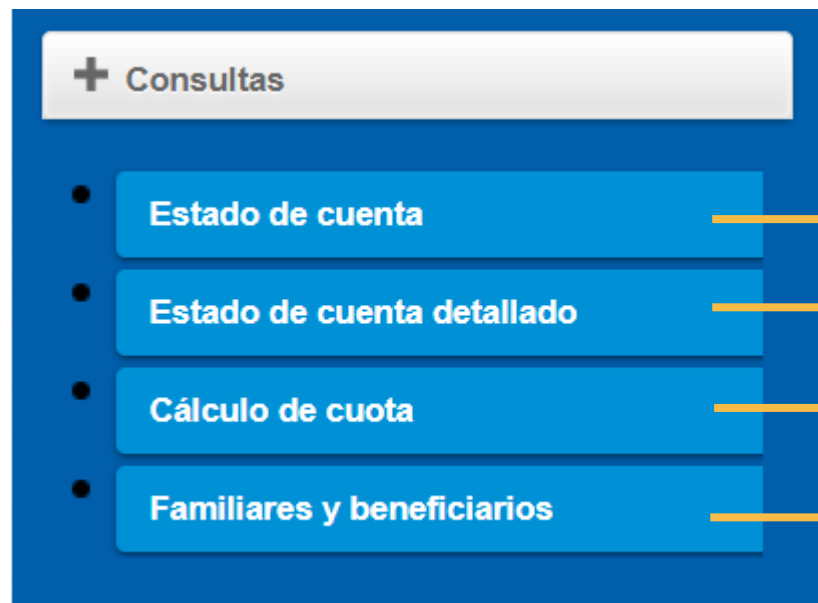 Consultas
Estado de cuenta
Estado de cuenta detallado
Cálculo de cuota
Familiares y beneficiarios